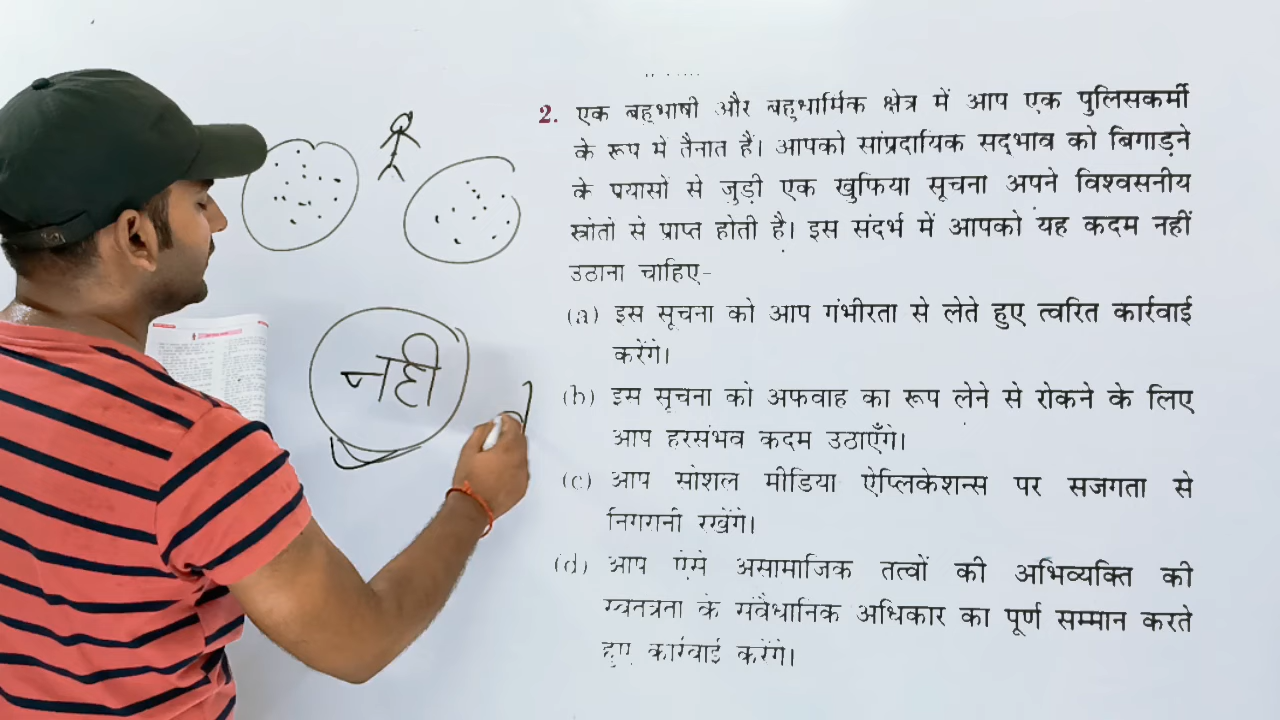 2. एक बहुभाषी और बहुधार्मिक क्षेत्र में आप एक पुलिसकर्मी
के रूप में तैनात हैं। आपको सांप्रदायिक सद्भाव को बिगाड़ने
के प्रयासों से जुड़ी एक खुफिया सूचना अपने विश्वसनीय
स्त्रोतों से प्राप्त होती है। इस संदर्भ में आपको यह कदम नहीं
उठाना चाहिए-
(a) इस सूचना को आप गंभीरता से लेते हुए त्वरित कार्रवाई
करेंगे।
(b) इस सूचना को अफवाह का रूप लेने से रोकने के लिए
आप हरसंभव कदम उठाएँगे।
(c) आप सोशल मीडिया ऐप्लिकेशन्स पर सजगता से
निगरानी रखेंगे।
(d) आप ऐसे असामाजिक तत्वों की अभिव्यक्ति की
स्वतंत्रता के संवैधानिक अधिकार का पूर्ण सम्मान करते
हुए कार्रवाई करेंगे।
नही